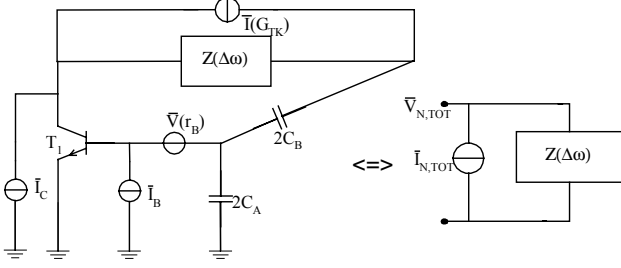 Ī(G_TK)
Z(Δω)
V̄(r_B)
T_1
2C_B
Ī_C
Ī_B
2C_A
<=>
V̄_N,TOT
Ī_N,TOT
Z(Δω)